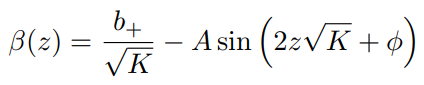 β(z) = b₊/√K − A sin(2z√K + ϕ)